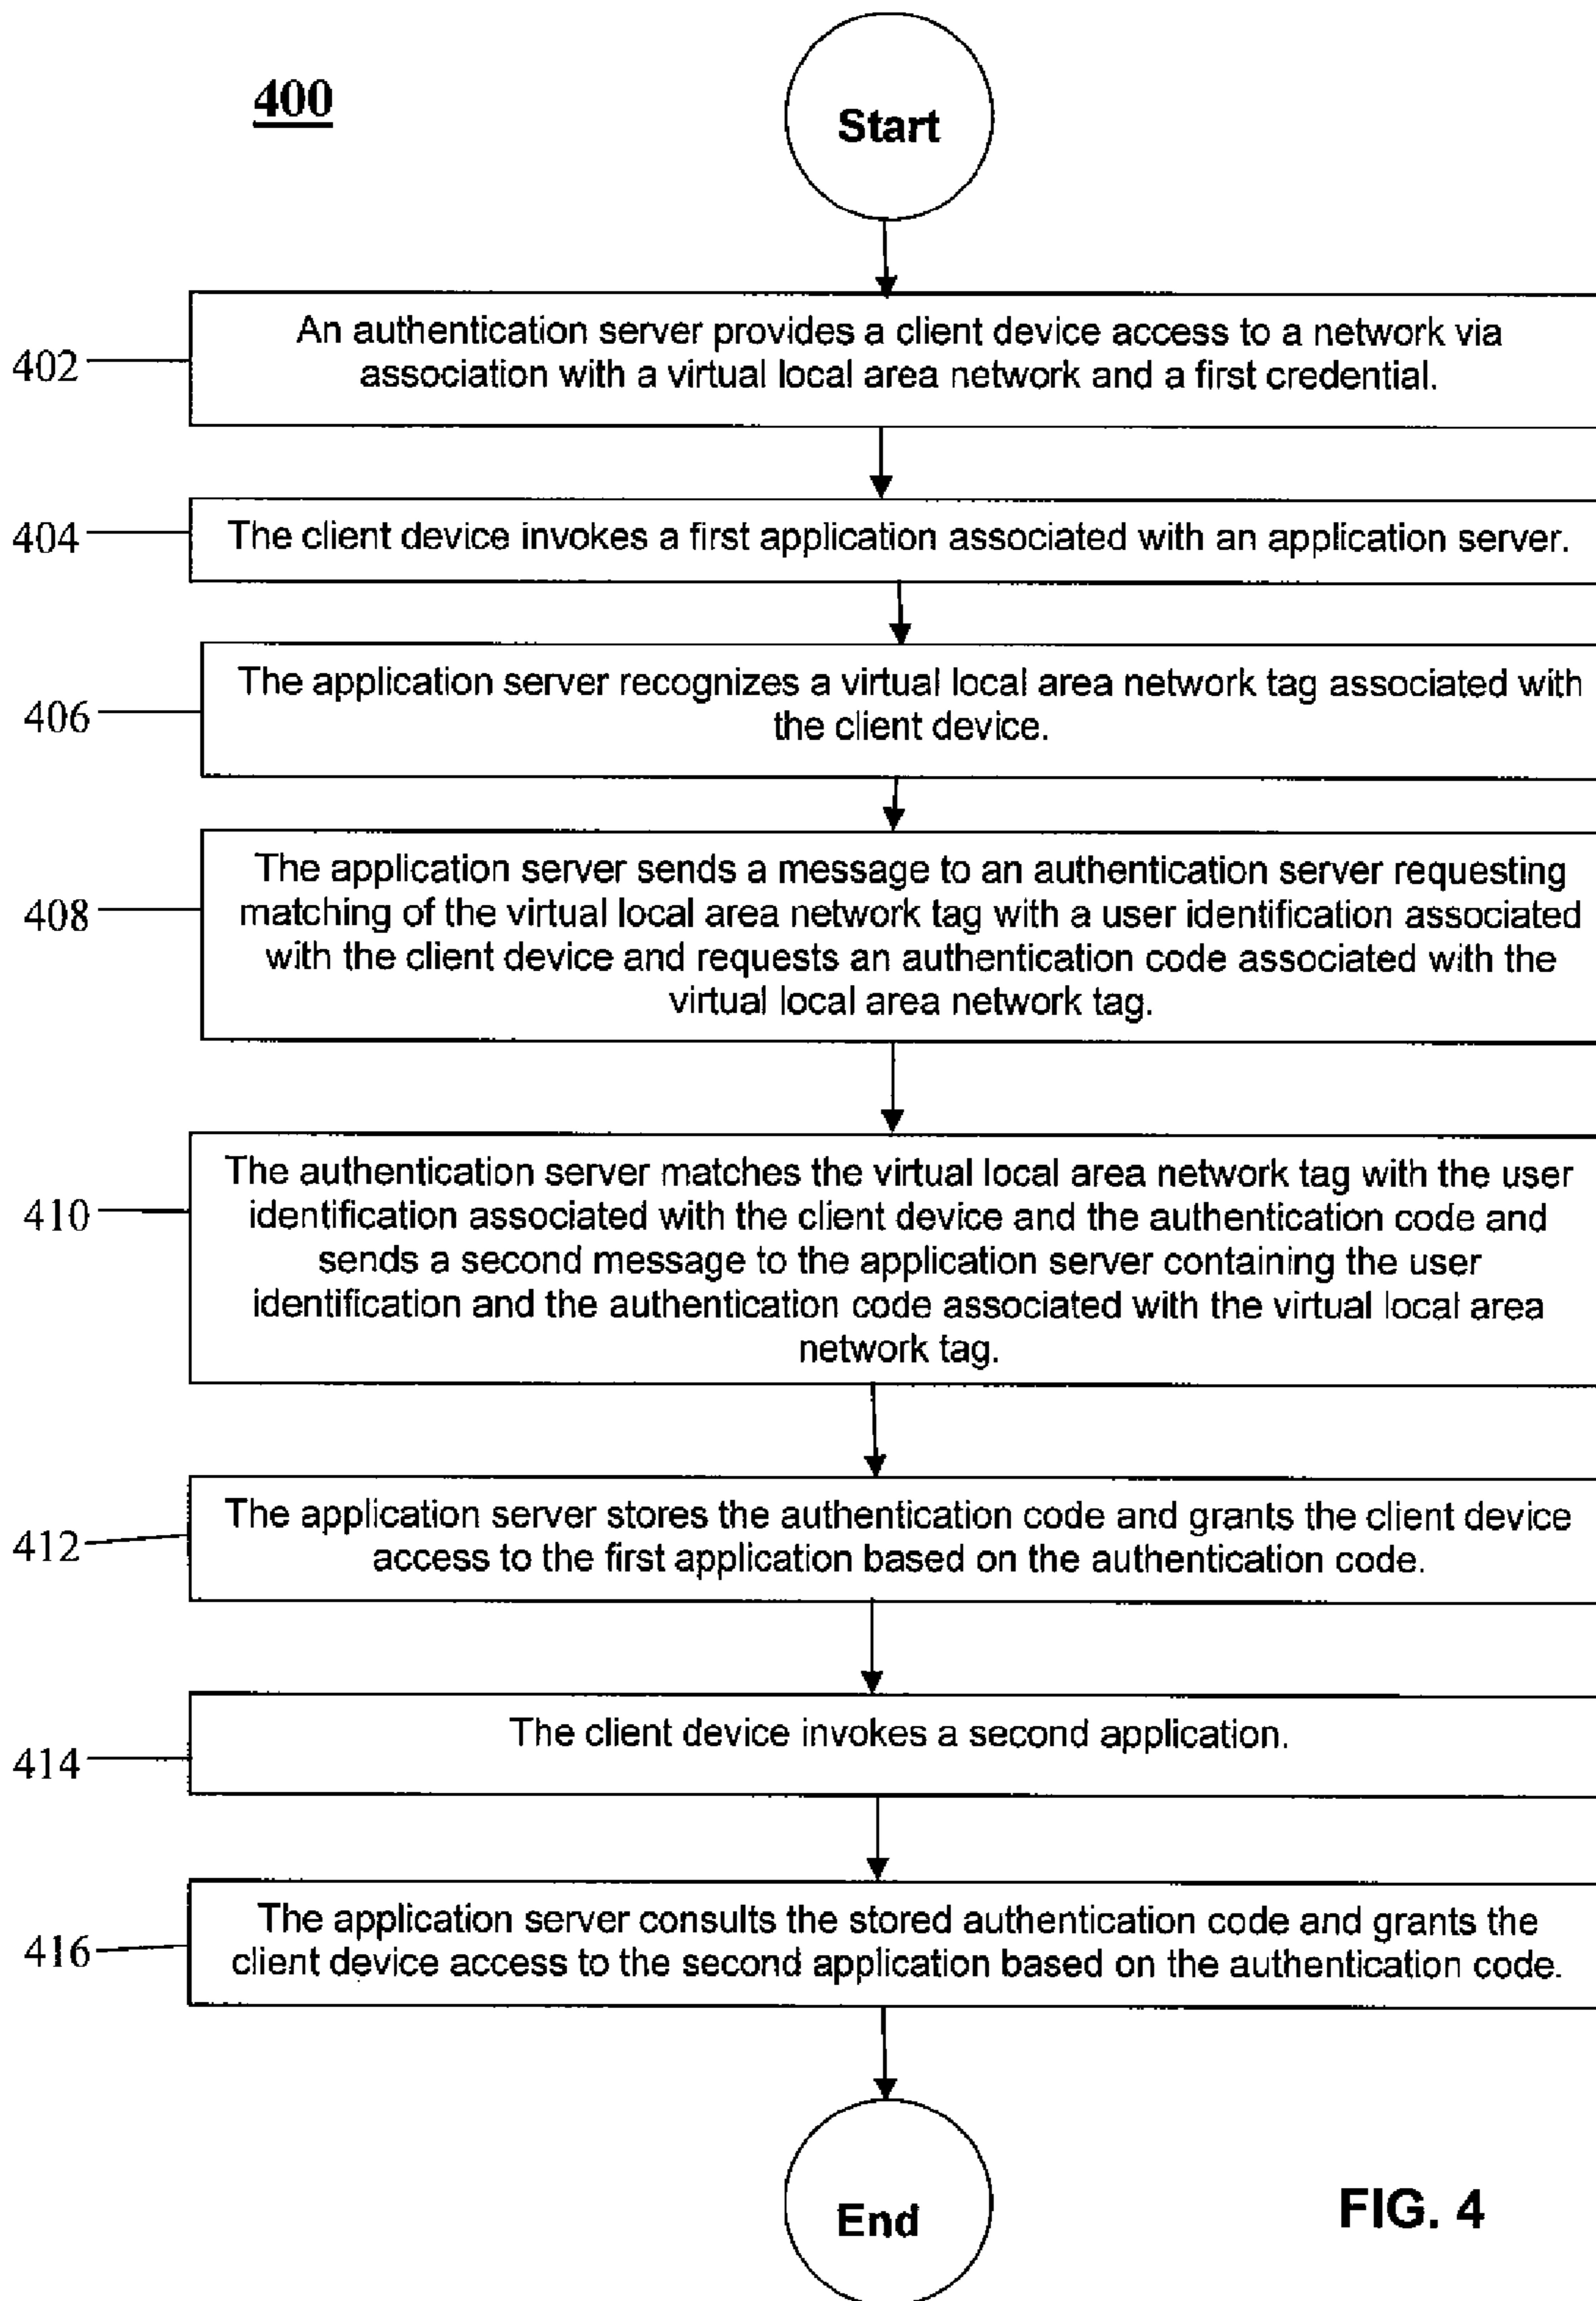 400
Start
402
An authentication server provides a client device access to a network via
association with a virtual local area network and a first credential.
404
The client device invokes a first application associated with an application server.
406
The application server recognizes a virtual local area network tag associated with
the client device.
408
The application server sends a message to an authentication server requesting
matching of the virtual local area network tag with a user identification associated
with the client device and requests an authentication code associated with the
virtual local area network tag.
410
The authentication server matches the virtual local area network tag with the user
identification associated with the client device and the authentication code and
sends a second message to the application server containing the user
identification and the authentication code associated with the virtual local area
network tag.
412
The application server stores the authentication code and grants the client device
access to the first application based on the authentication code.
414
The client device invokes a second application.
416
The application server consults the stored authentication code and grants the
client device access to the second application based on the authentication code.
End
FIG. 4